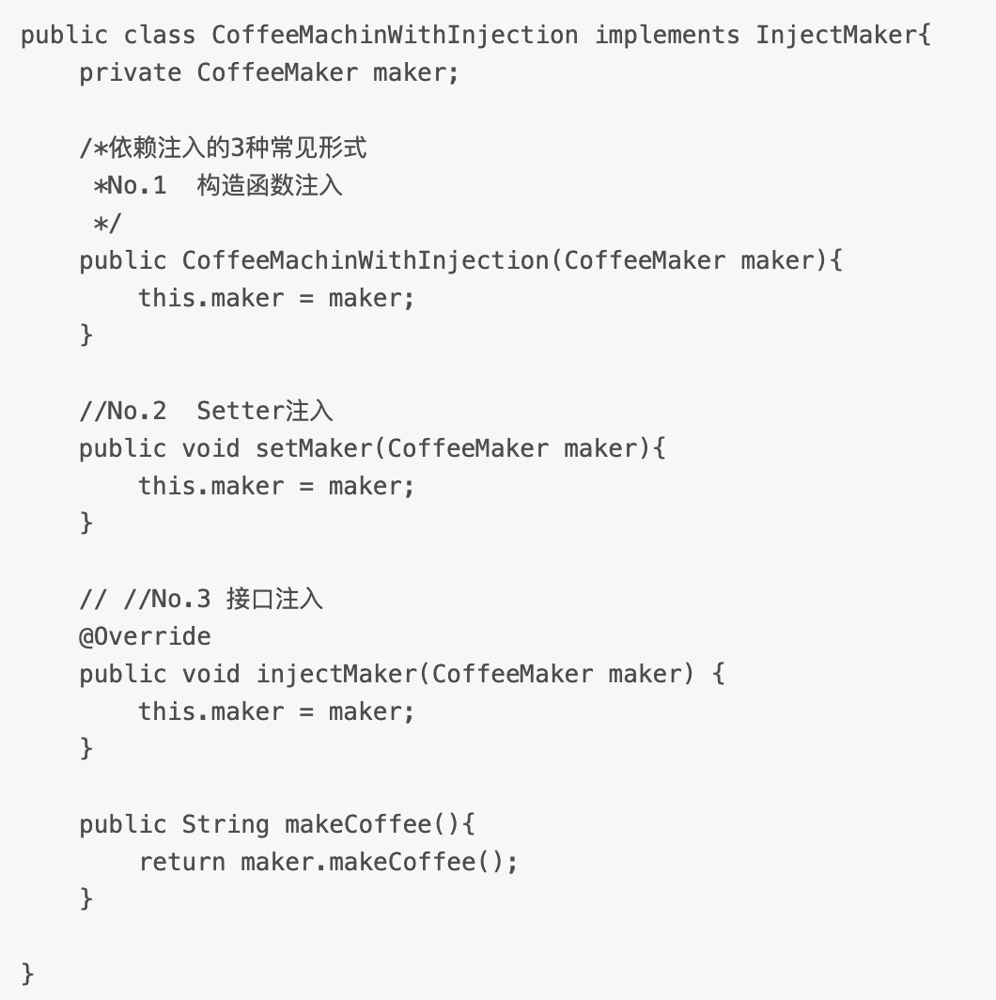 public class CoffeeMachinWithInjection implements InjectMaker{
    private CoffeeMaker maker;

    /*依赖注入的3种常见形式
     *No.1  构造函数注入
     */
    public CoffeeMachinWithInjection(CoffeeMaker maker){
        this.maker = maker;
    }

    //No.2  Setter注入
    public void setMaker(CoffeeMaker maker){
        this.maker = maker;
    }

    // //No.3 接口注入
    @Override
    public void injectMaker(CoffeeMaker maker) {
        this.maker = maker;
    }

    public String makeCoffee(){
        return maker.makeCoffee();
    }

}